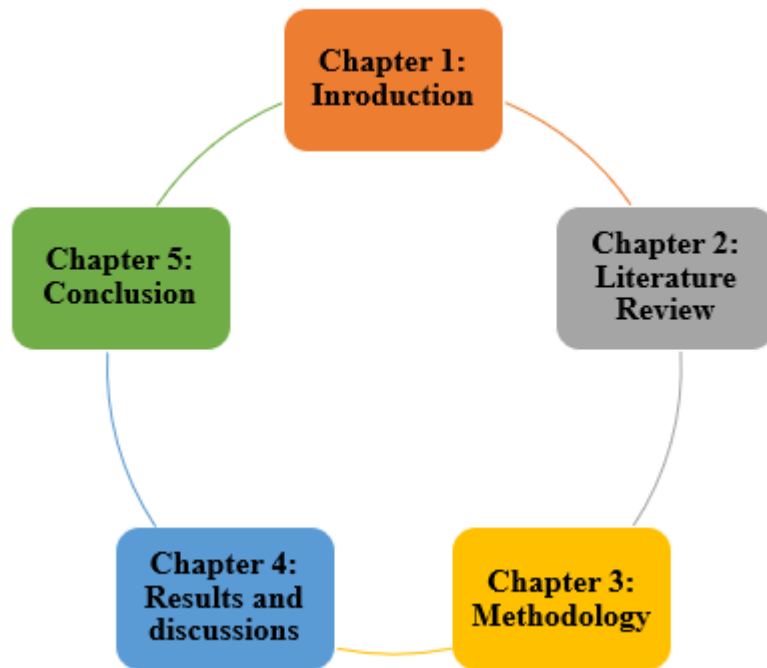 Chapter 1:
Inroduction
Chapter 2:
Literature
Review
Chapter 3:
Methodology
Chapter 4:
Results and
discussions
Chapter 5:
Conclusion